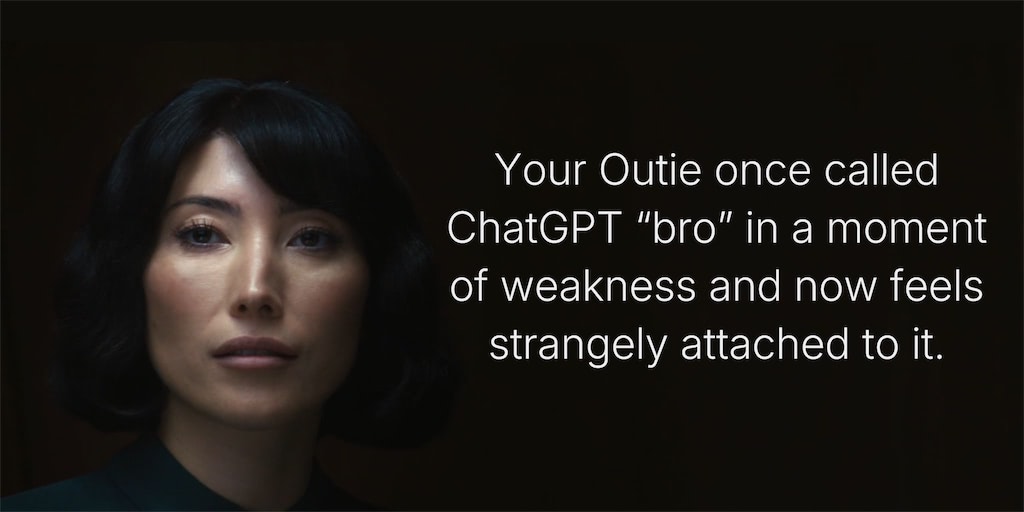 Your Outie once called
ChatGPT “bro” in a moment
of weakness and now feels
strangely attached to it.